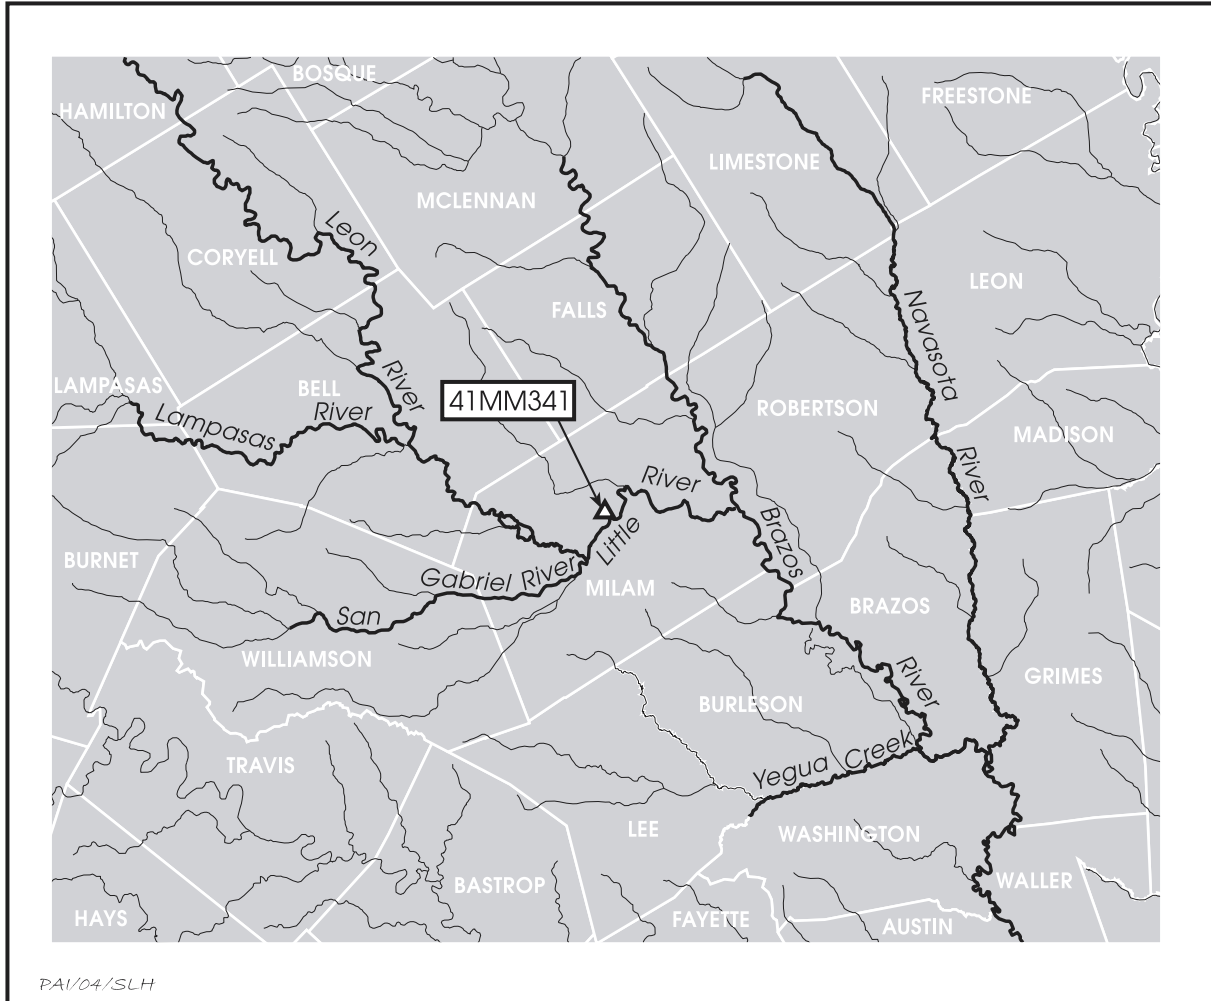 BOSQUE
HAMILTON
FREESTONE
LIMESTONE
MCLENNAN
Leon
CORYELL
LEON
Navasota
FALLS
LAMPASAS
BELL
River
41MM341
Lampasas
River
ROBERTSON
MADISON
River
River
Brazos
Little
BURNET
Gabriel River
MILAM
San
BRAZOS
WILLIAMSON
GRIMES
River
BURLESON
Yegua Creek
TRAVIS
LEE
WASHINGTON
BASTROP
WALLER
HAYS
FAYETTE
AUSTIN
PAI/04/SLH